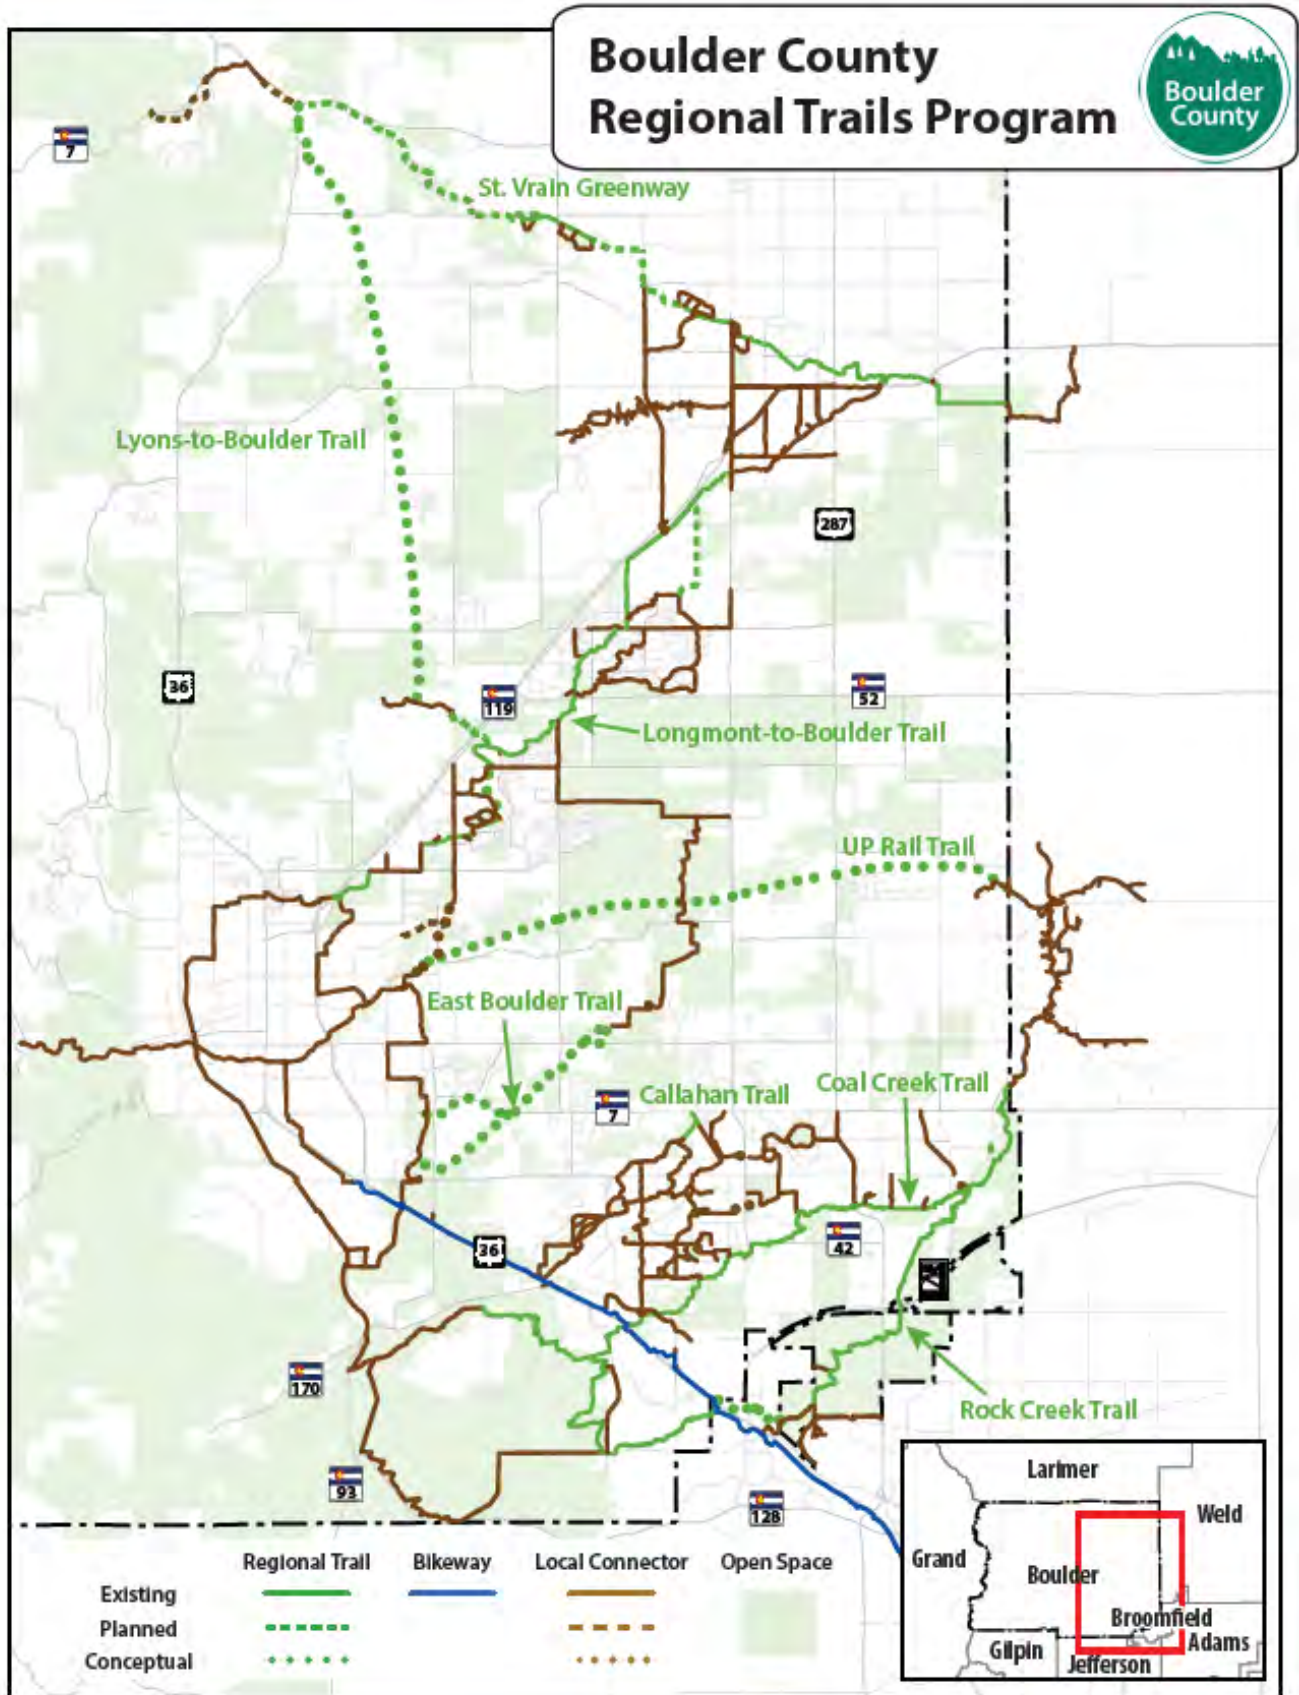 Boulder County
Regional Trails Program
Boulder
County
7
St. Vrain Greenway
Lyons-to-Boulder Trail
287
36
119
52
Longmont-to-Boulder Trail
UP Rail Trail
East Boulder Trail
7
Callahan Trail
Coal Creek Trail
42
36
170
Rock Creek Trail
93
128
Regional Trail
Bikeway
Local Connector
Open Space
Existing
Planned
Conceptual
Larimer
Weld
Grand
Boulder
Broomfield
Adams
Gilpin
Jefferson